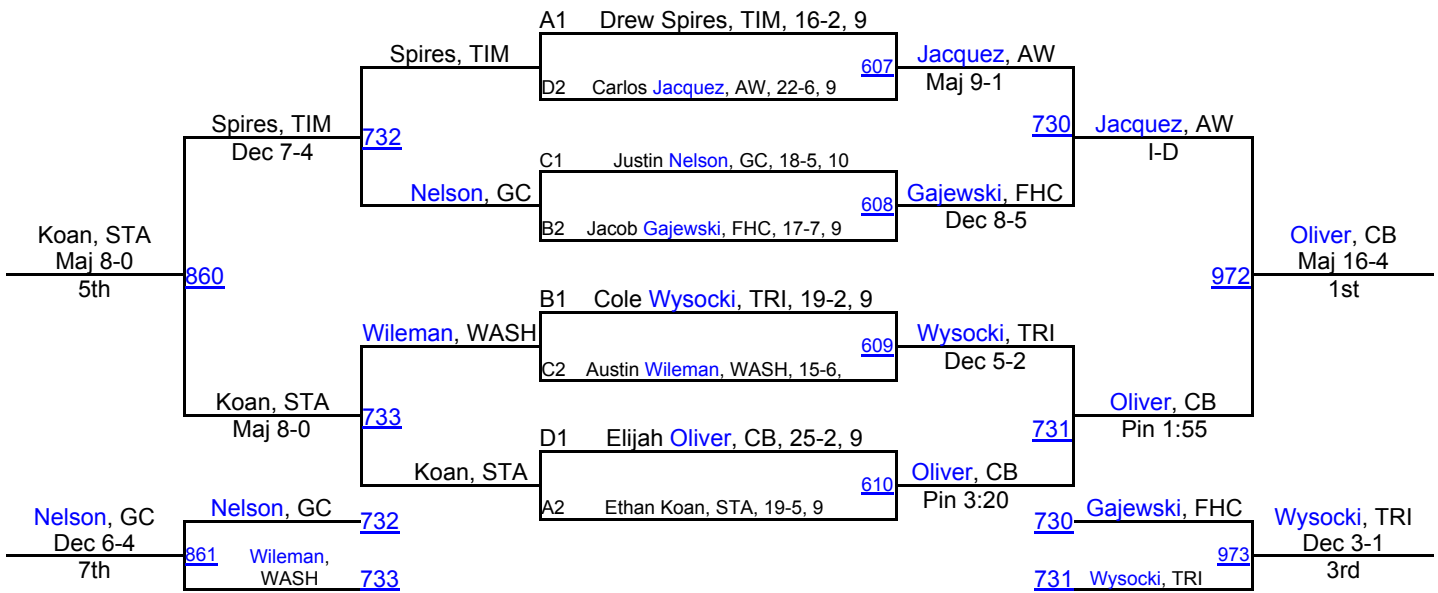 A1 Drew Spires, TIM, 16-2, 9
Spires, TIM
607
Jacquez, AW
Maj 9-1
D2 Carlos Jacquez, AW, 22-6, 9
Spires, TIM
Dec 7-4
732
730
Jacquez, AW
I-D
C1 Justin Nelson, GC, 18-5, 10
Nelson, GC
608
Gajewski, FHC
Dec 8-5
B2 Jacob Gajewski, FHC, 17-7, 9
Koan, STA
Maj 8-0
5th
860
972
Oliver, CB
Maj 16-4
1st
B1 Cole Wysocki, TRI, 19-2, 9
Wileman, WASH
609
Wysocki, TRI
Dec 5-2
C2 Austin Wileman, WASH, 15-6,
Koan, STA
Maj 8-0
733
731
Oliver, CB
Pin 1:55
D1 Elijah Oliver, CB, 25-2, 9
Koan, STA
610
Oliver, CB
Pin 3:20
A2 Ethan Koan, STA, 19-5, 9
Nelson, GC
Dec 6-4
7th
Nelson, GC
732
861
Wileman,
WASH
733
730
Gajewski, FHC
973
731
Wysocki, TRI
Wysocki, TRI
Dec 3-1
3rd